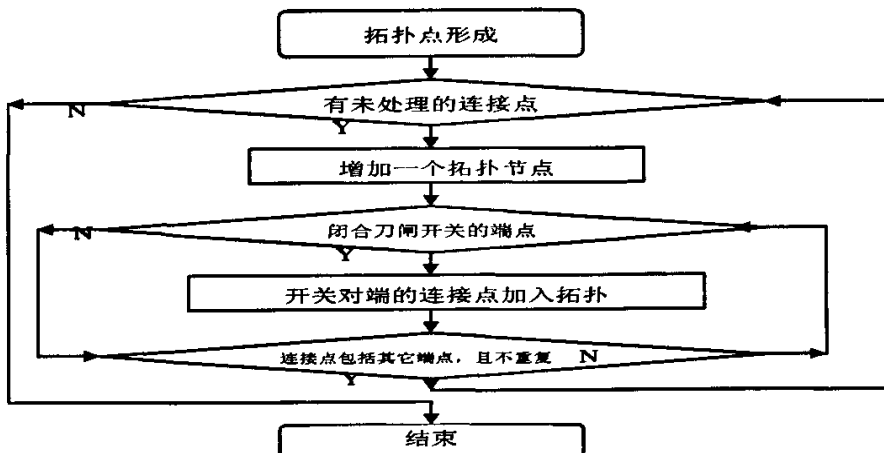 拓扑点形成
有未处理的连接点
N
Y
增加一个拓扑节点
闭合刀闸开关的端点
N
Y
开关对端的连接点加入拓扑
连接点包括其它端点，且不重复 N
Y
结束